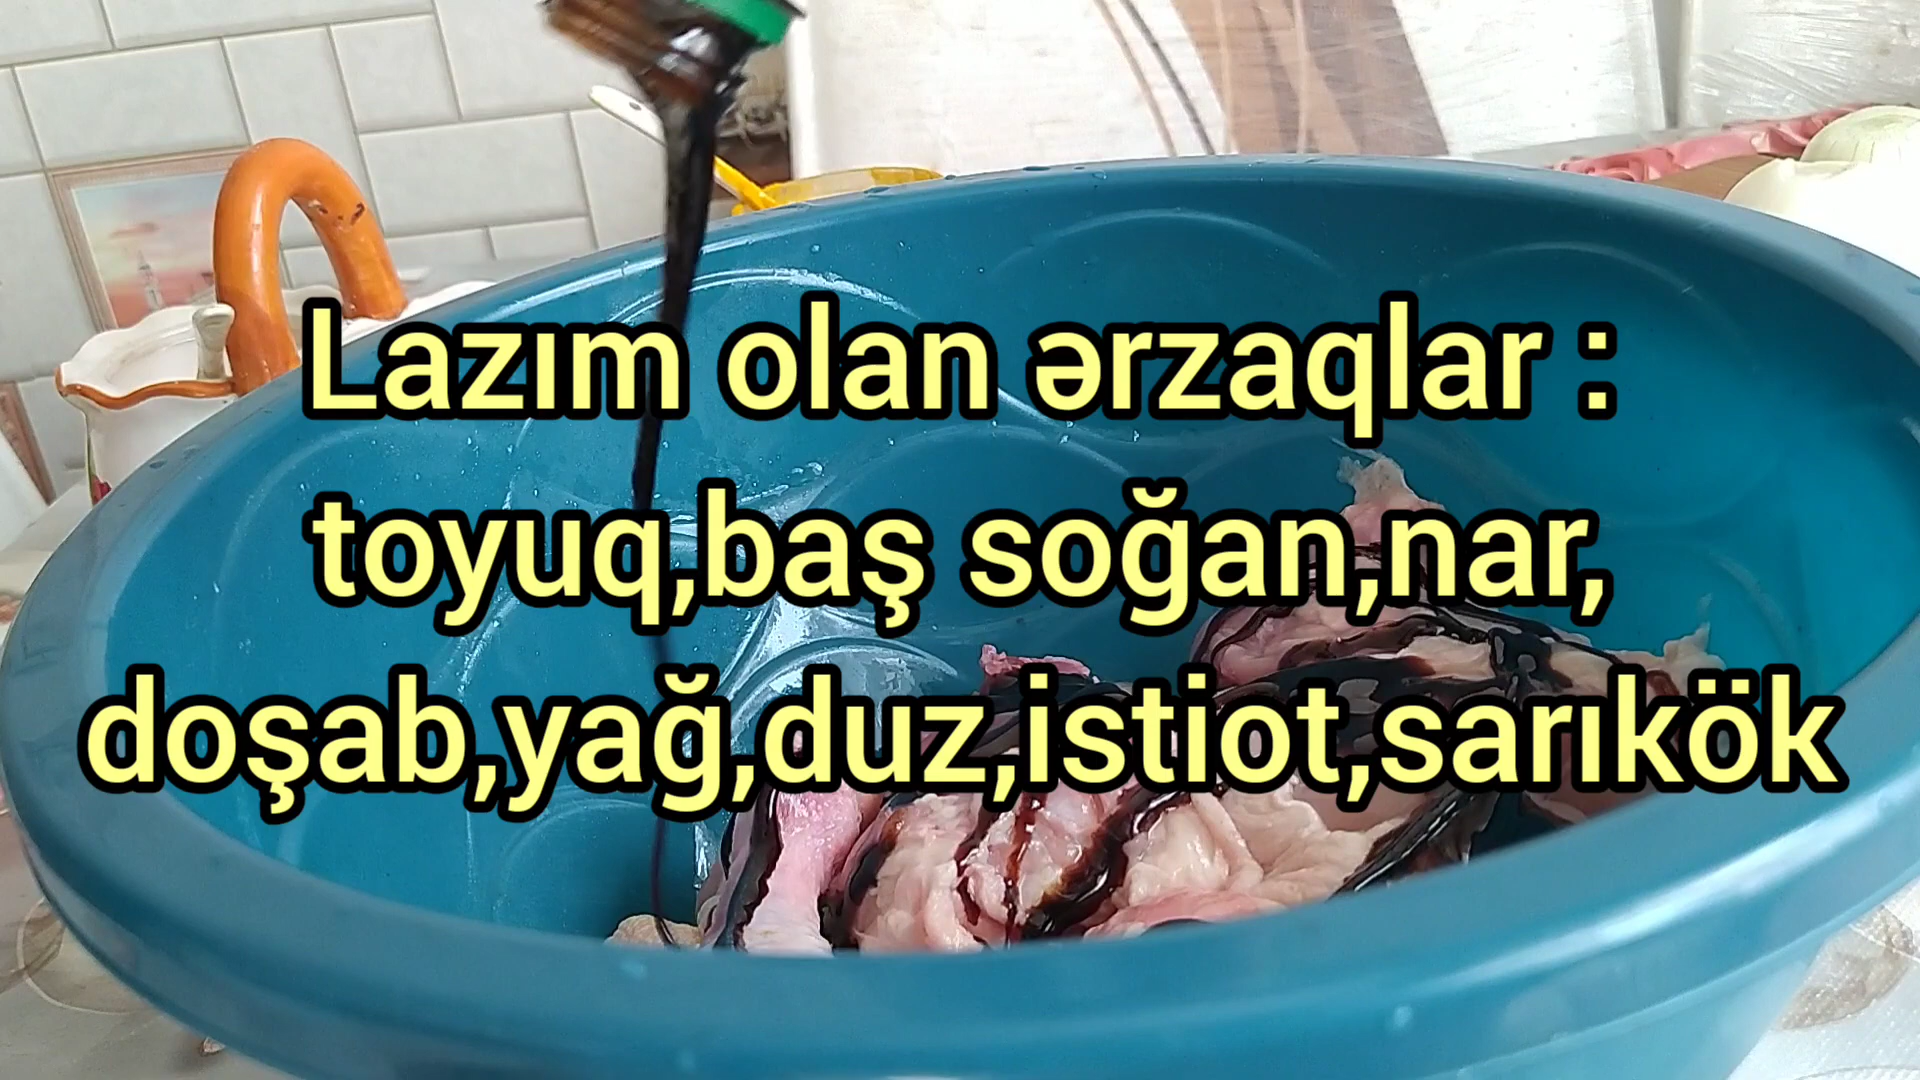 Lazım olan ərzaqlar :
toyuq,baş soğan,nar,
doşab,yağ,duz,istiot,sarıkök